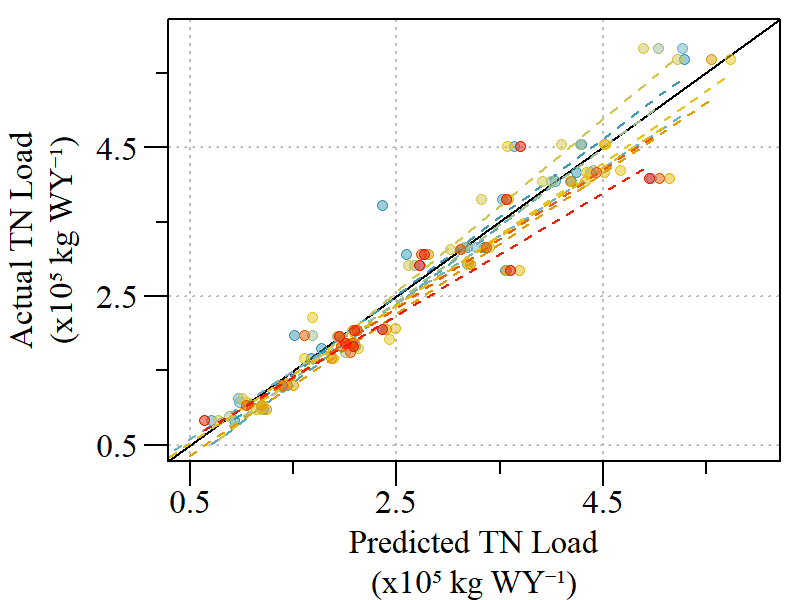 Actual TN Load
(x10⁵ kg WY⁻¹)
4.5
2.5
0.5
0.5 2.5 4.5
Predicted TN Load
(x10⁵ kg WY⁻¹)